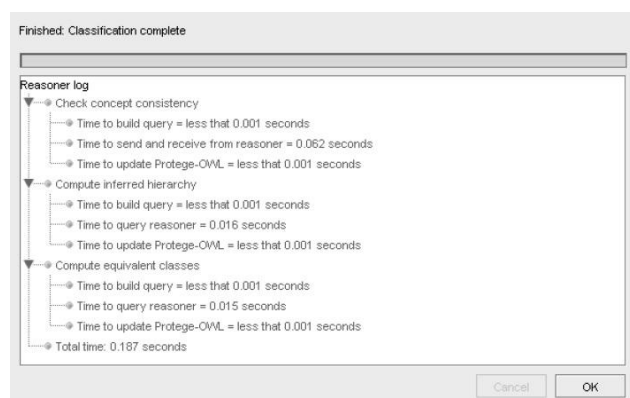 Finished: Classification complete
Reasoner log
Check concept consistency
Time to build query = less that 0.001 seconds
Time to send and receive from reasoner = 0.062 seconds
Time to update Protege-OWL = less that 0.001 seconds
Compute inferred hierarchy
Time to build query = less that 0.001 seconds
Time to query reasoner = 0.016 seconds
Time to update Protege-OWL = less that 0.001 seconds
Compute equivalent classes
Time to build query = less that 0.001 seconds
Time to query reasoner = 0.015 seconds
Time to update Protege-OWL = less that 0.001 seconds
Total time: 0.187 seconds
Cancel OK